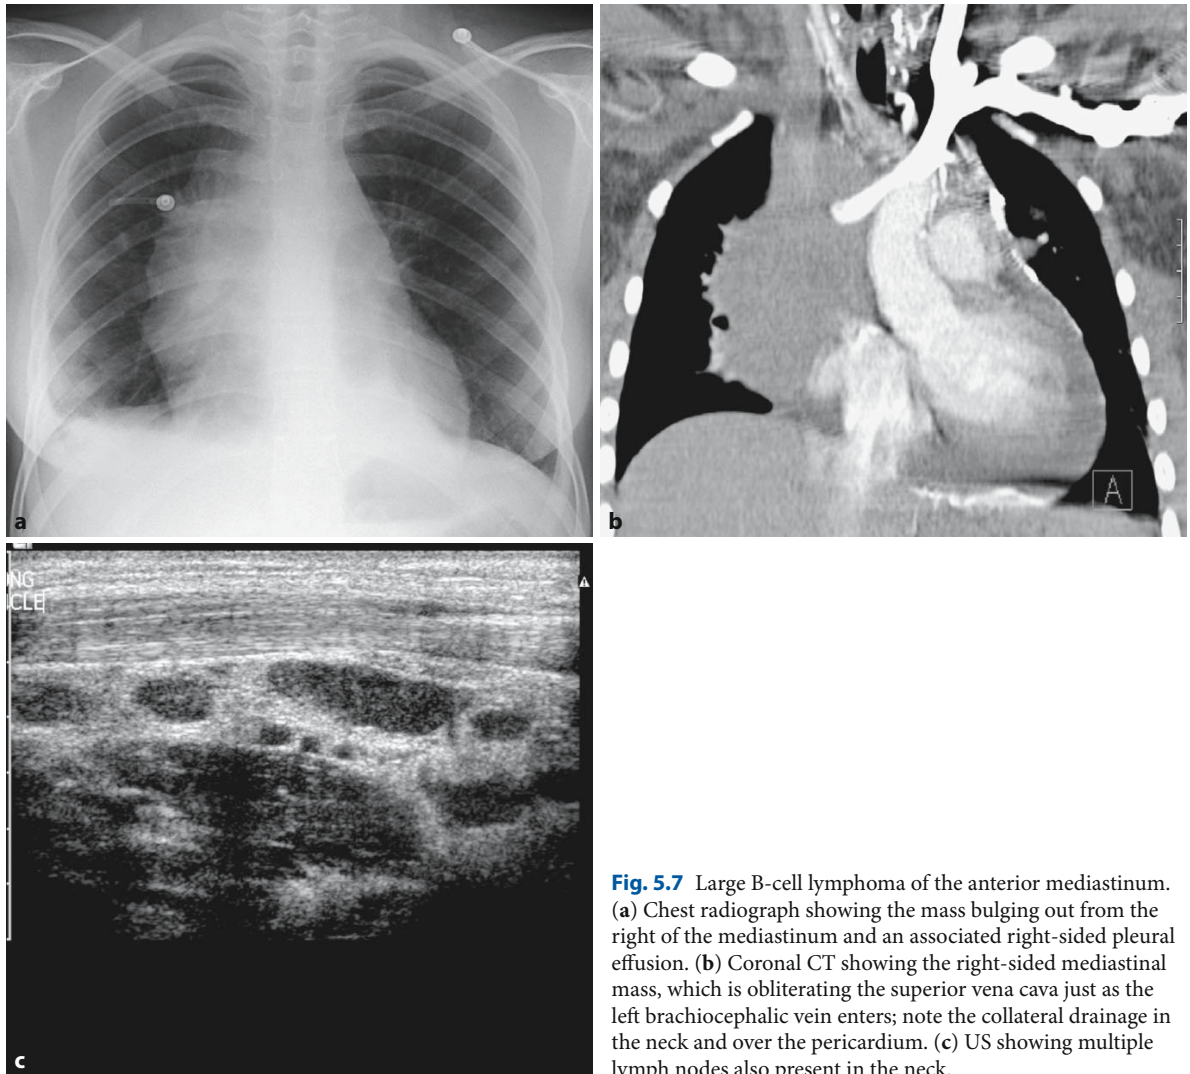 a
A
b
NG
CLE
c
Fig. 5.7 Large B-cell lymphoma of the anterior mediastinum.
(a) Chest radiograph showing the mass bulging out from the
right of the mediastinum and an associated right-sided pleural
effusion. (b) Coronal CT showing the right-sided mediastinal
mass, which is obliterating the superior vena cava just as the
left brachiocephalic vein enters; note the collateral drainage in
the neck and over the pericardium. (c) US showing multiple
lymph nodes also present in the neck.